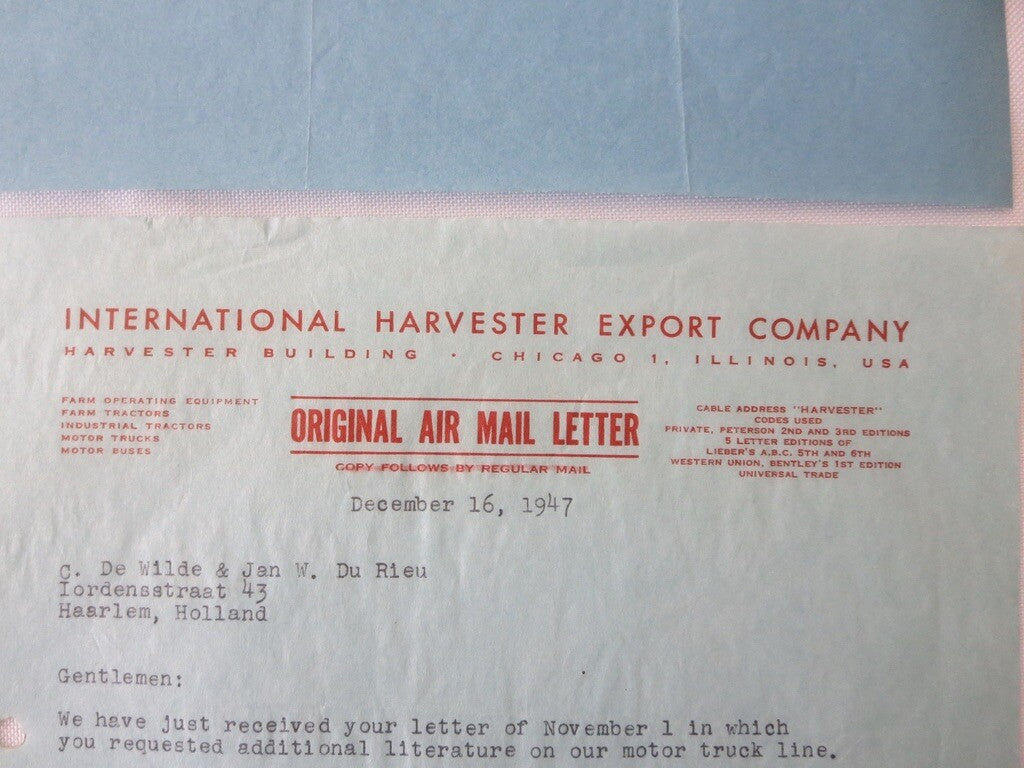 INTERNATIONAL HARVESTER EXPORT COMPANY
HARVESTER BUILDING · CHICAGO 1, ILLINOIS, USA
FARM OPERATING EQUIPMENT
FARM TRACTORS
INDUSTRIAL TRACTORS
MOTOR TRUCKS
MOTOR BUSES
ORIGINAL AIR MAIL LETTER
COPY FOLLOWS BY REGULAR MAIL
CABLE ADDRESS "HARVESTER"
CODES USED
PRIVATE, PETERSON 2ND AND 3RD EDITIONS
5 LETTER EDITIONS OF
LIEBER'S A.B.C. 5TH AND 6TH
WESTERN UNION, BENTLEY'S 1ST EDITION
UNIVERSAL TRADE
December 16, 1947
C. De Wilde & Jan W. Du Rieu
Iordensstraat 43
Haarlem, Holland
Gentlemen:
We have just received your letter of November 1 in which
you requested additional literature on our motor truck line.